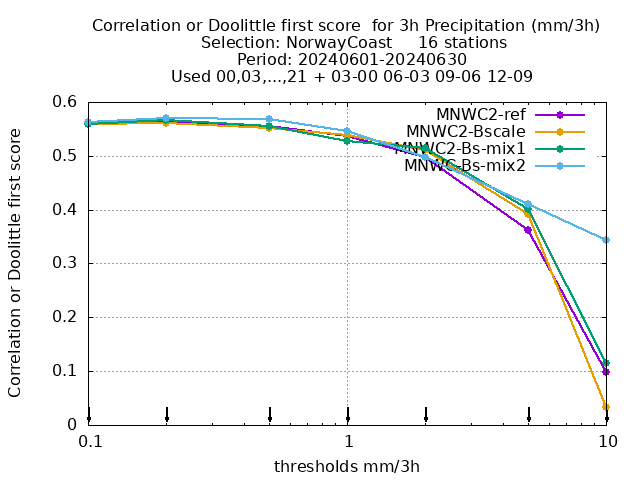 Correlation or Doolittle first score  for 3h Precipitation (mm/3h)
Selection: NorwayCoast     16 stations
Period: 20240601-20240630
Used 00,03,...,21 + 03-00 06-03 09-06 12-09
MNWC2-ref
MNWC2-Bscale
MNWC2-Bs-mix1
MNWC-Bs-mix2
0.6
0.5
0.4
0.3
0.2
0.1
0
Correlation or Doolittle first score
0.1
1
10
thresholds mm/3h